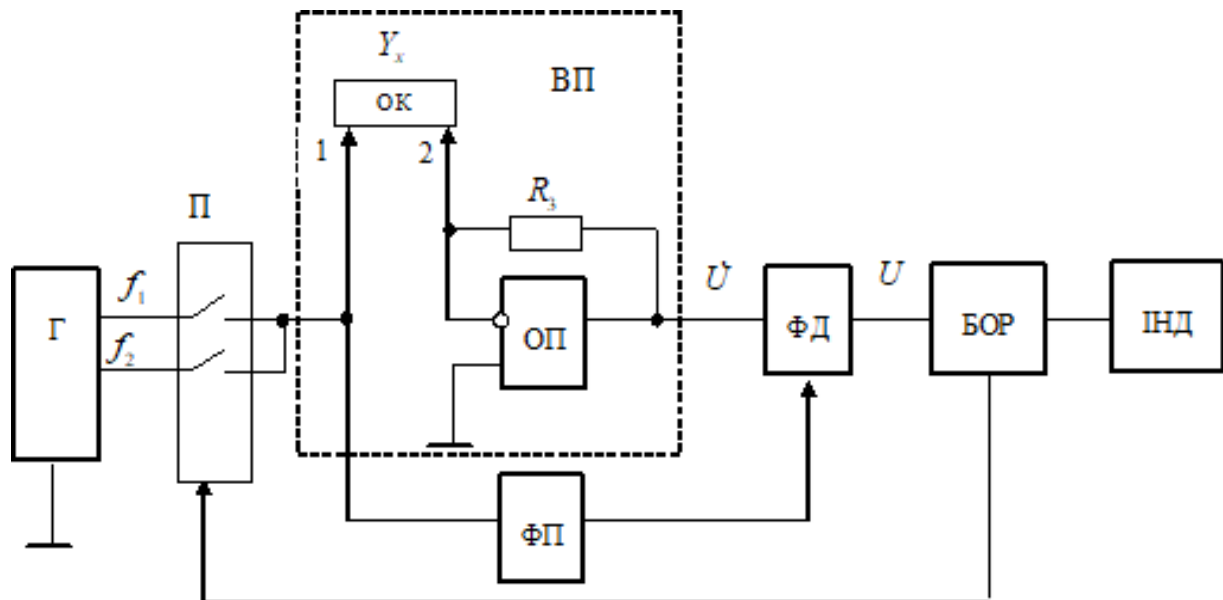 Yₓ
ВП
ОК
1
2
R₃
П
f₁
U̇
U
Г
f₂
ОП
ФД
БОР
ІНД
ФП